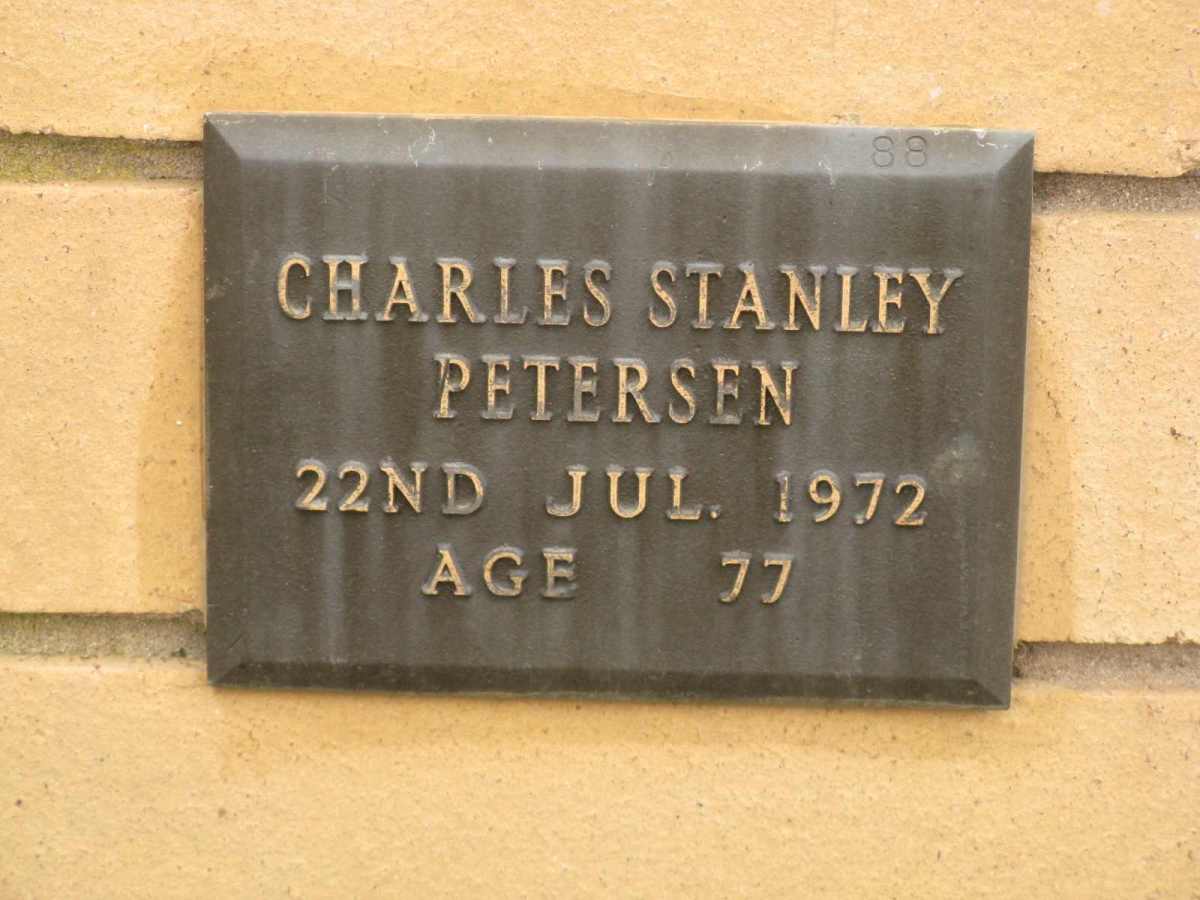 88
CHARLES STANLEY
PETERSEN
22ND JUL. 1972
AGE 77